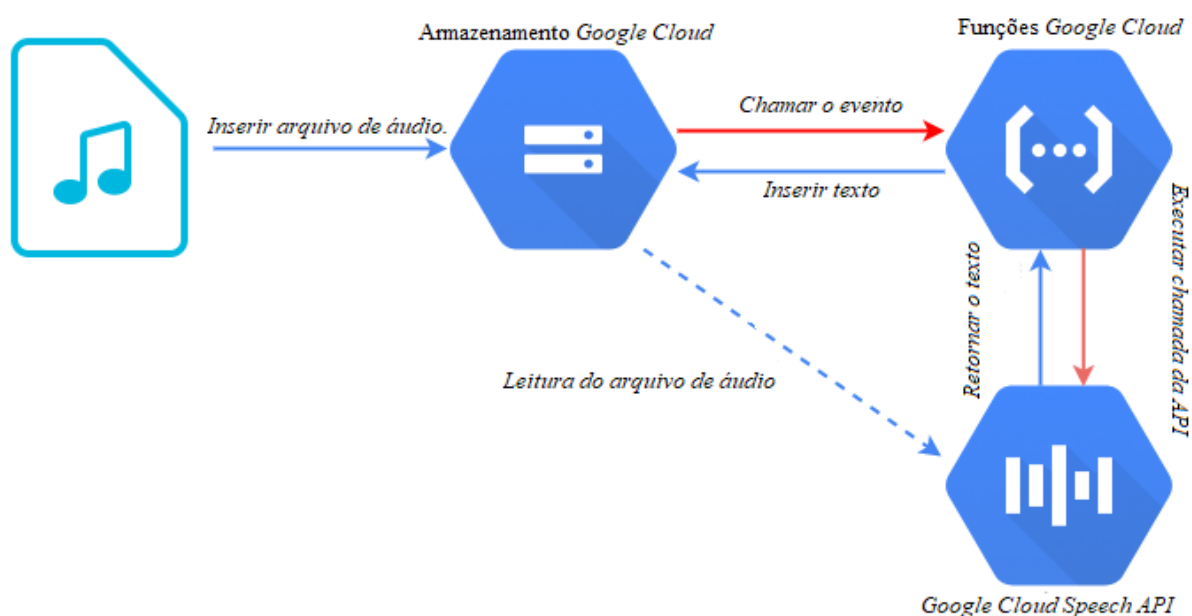 Armazenamento Google Cloud
Funções Google Cloud
Inserir arquivo de áudio.
Chamar o evento
Inserir texto
Executar chamada da API
Retornar o texto
Leitura do arquivo de áudio
Google Cloud Speech API